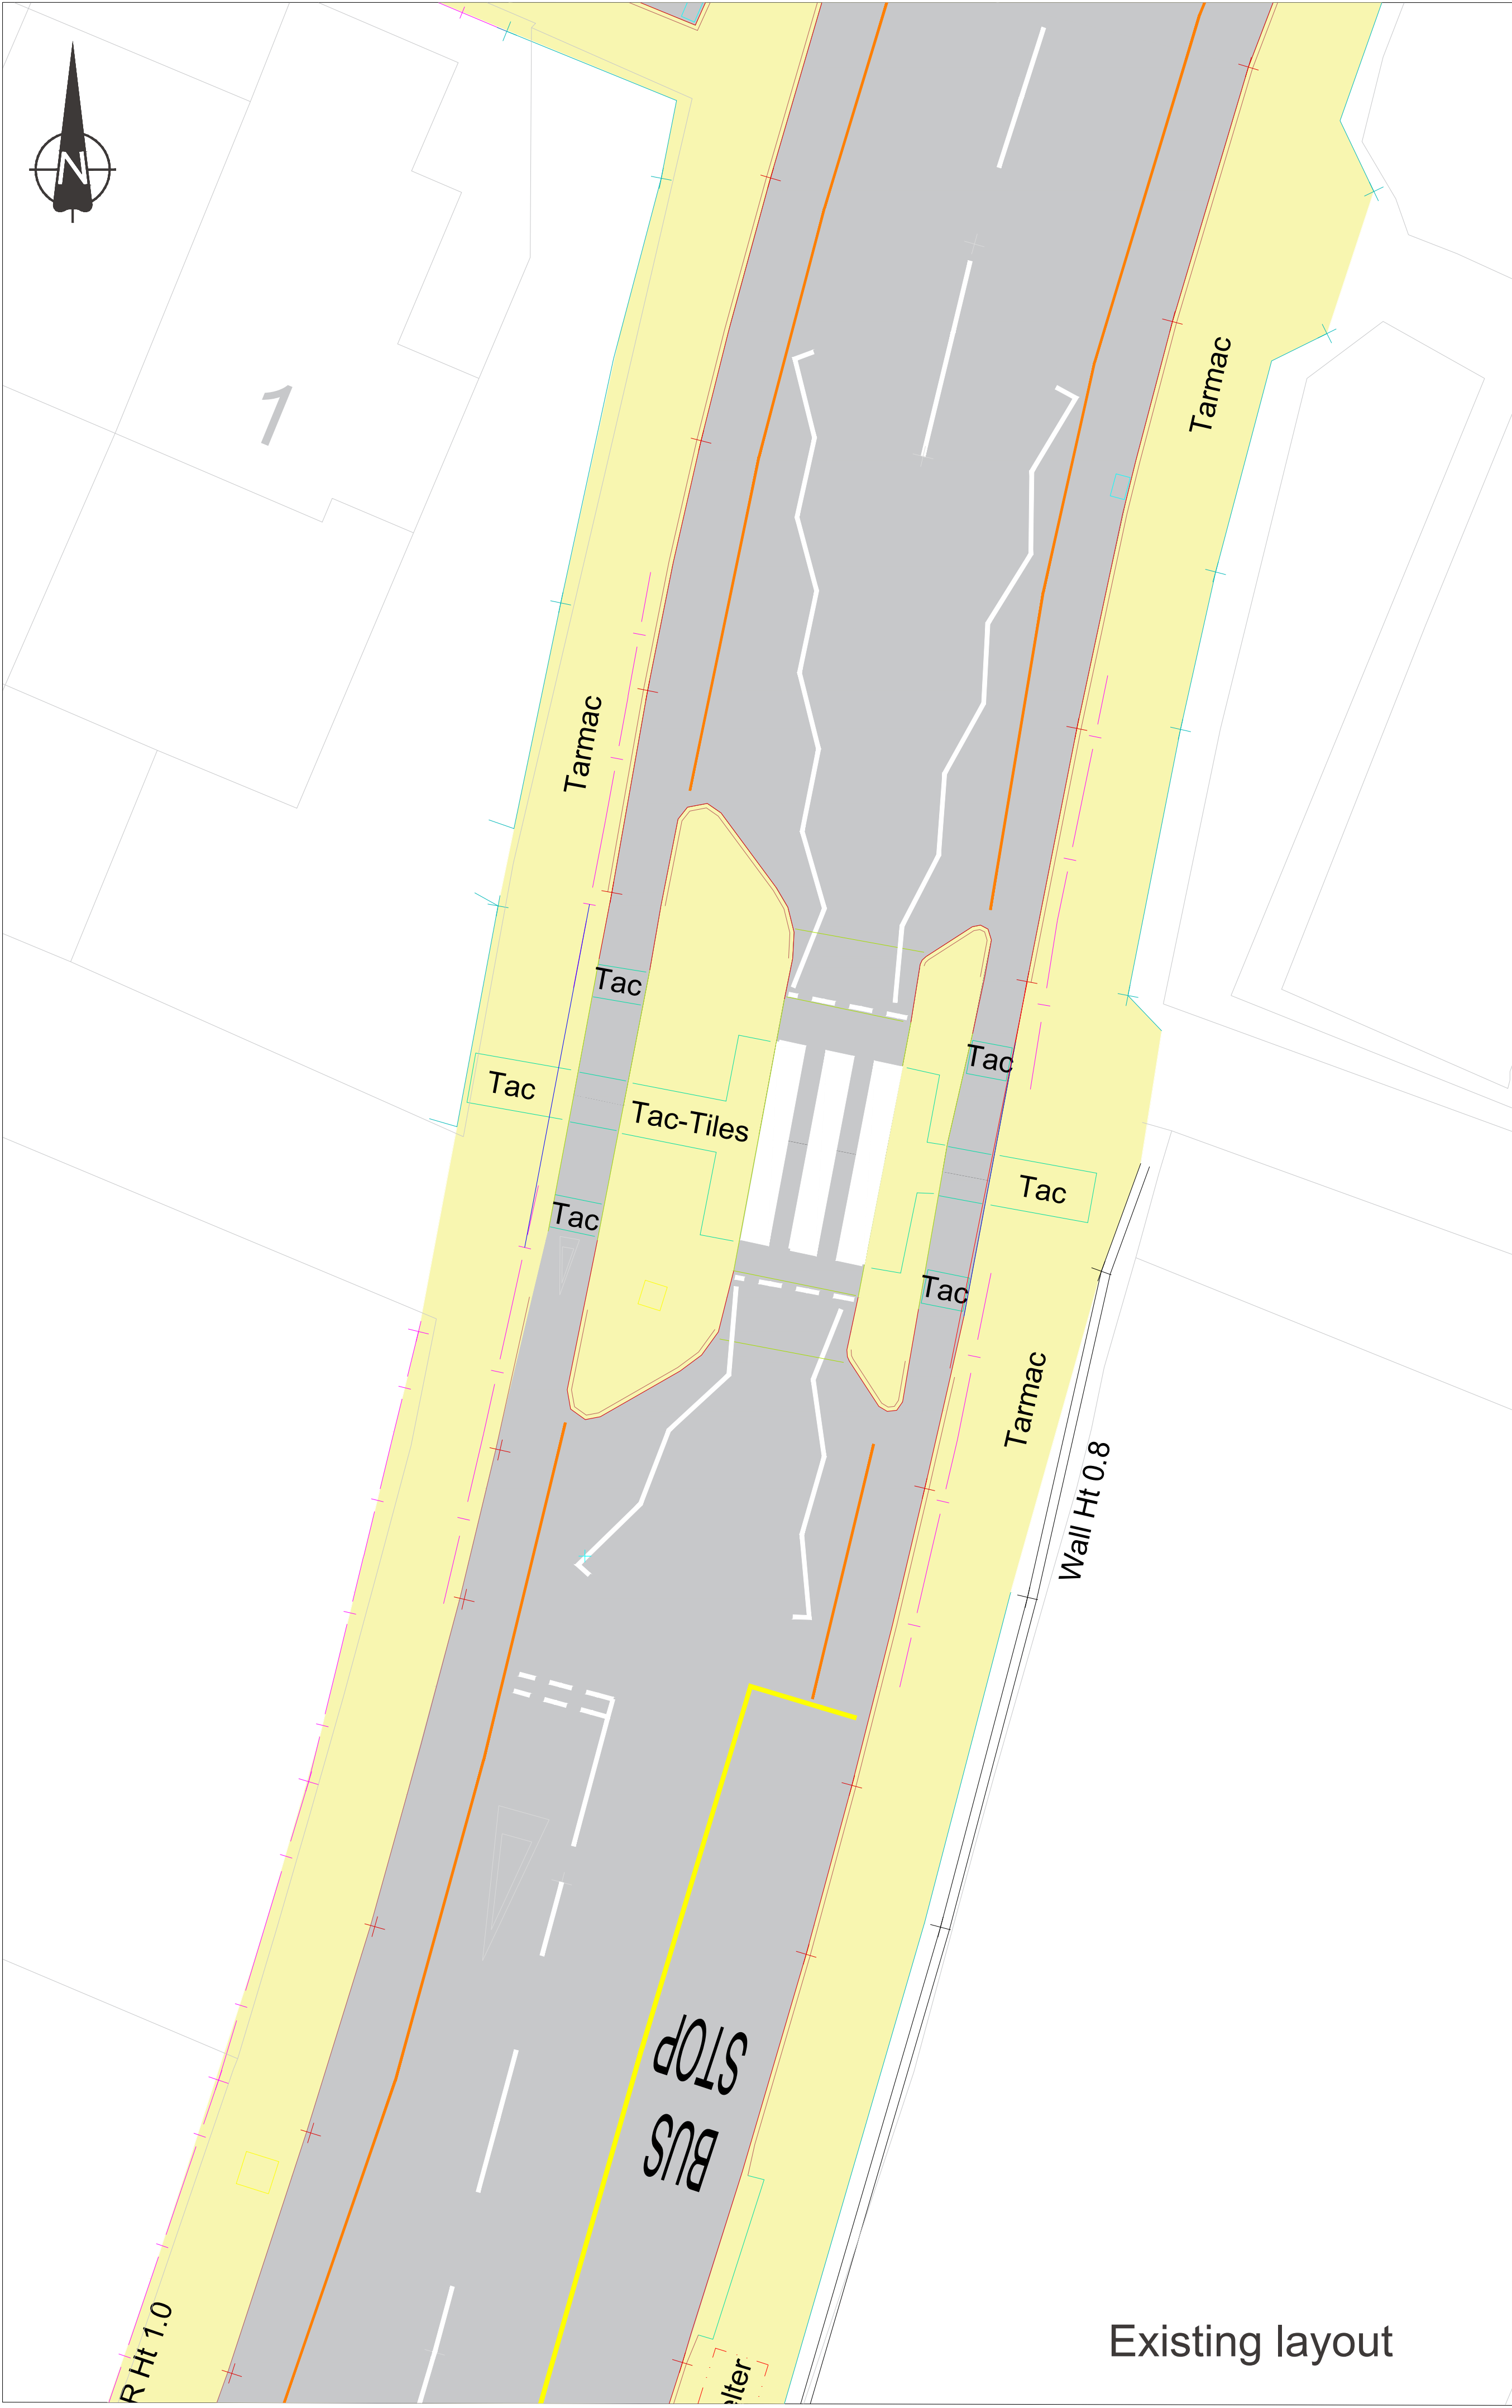 N
1
Tarmac
Tarmac
Tac
Tac
Tac
Tac-Tiles
Tac
Tac
Tac
Tarmac
Wall Ht 0.8
STOP
BUS
R Ht 1.0
Existing layout
elter